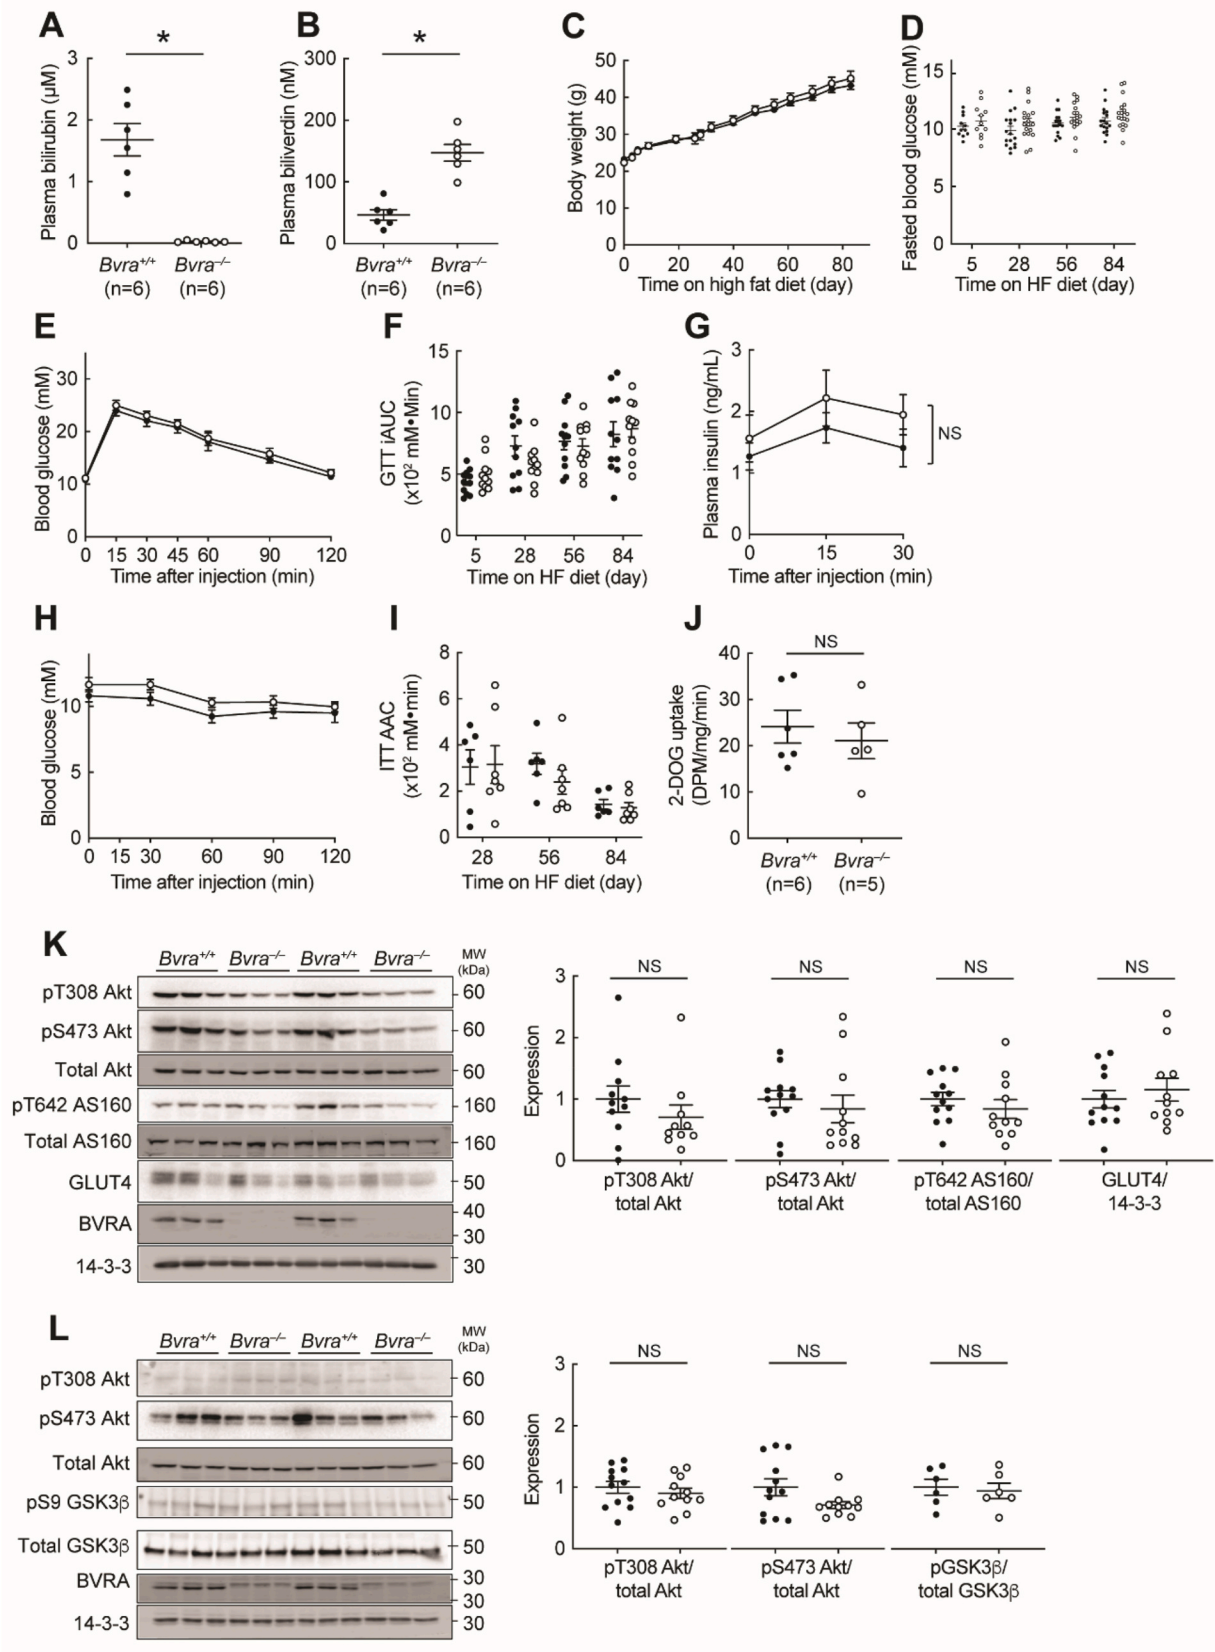 A
*
Plasma bilirubin (µM)
3
2
1
0
Bvra+/+
(n=6)
Bvra–/–
(n=6)
B
*
Plasma biliverdin (nM)
300
200
100
0
Bvra+/+
(n=6)
Bvra–/–
(n=6)
C
Body weight (g)
50
40
30
20
10
0
0 20 40 60 80
Time on high fat diet (day)
D
Fasted blood glucose (mM)
15
10
5
0
5 28 56 84
Time on HF diet (day)
E
Blood glucose (mM)
30
20
10
0
0 15 30 45 60 90 120
Time after injection (min)
F
GTT iAUC
(x10² mM•Min)
15
10
5
0
5 28 56 84
Time on HF diet (day)
G
Plasma insulin (ng/mL)
3
2
1
0
NS
0 15 30
Time after injection (min)
H
Blood glucose (mM)
10
5
0
0 15 30 60 90 120
Time after injection (min)
I
ITT AAC
(x10² mM•min)
8
6
4
2
0
28 56 84
Time on HF diet (day)
J
NS
2-DOG uptake
(DPM/mg/min)
40
30
20
10
0
Bvra+/+
(n=6)
Bvra–/–
(n=5)
K
Bvra+/+ Bvra–/– Bvra+/+ Bvra–/–
MW
(kDa)
pT308 Akt 60
pS473 Akt 60
Total Akt 60
pT642 AS160 160
Total AS160 160
GLUT4 50
BVRA 40
30
14-3-3 30
Expression
3
2
1
0
NS NS NS NS
pT308 Akt/
total Akt
pS473 Akt/
total Akt
pT642 AS160/
total AS160
GLUT4/
14-3-3
L
Bvra+/+ Bvra–/– Bvra+/+ Bvra–/–
MW
(kDa)
pT308 Akt 60
pS473 Akt 60
Total Akt 60
pS9 GSK3β 50
Total GSK3β 50
BVRA 30
30
14-3-3 30
Expression
3
2
1
0
NS NS NS
pT308 Akt/
total Akt
pS473 Akt/
total Akt
pGSK3β/
total GSK3β